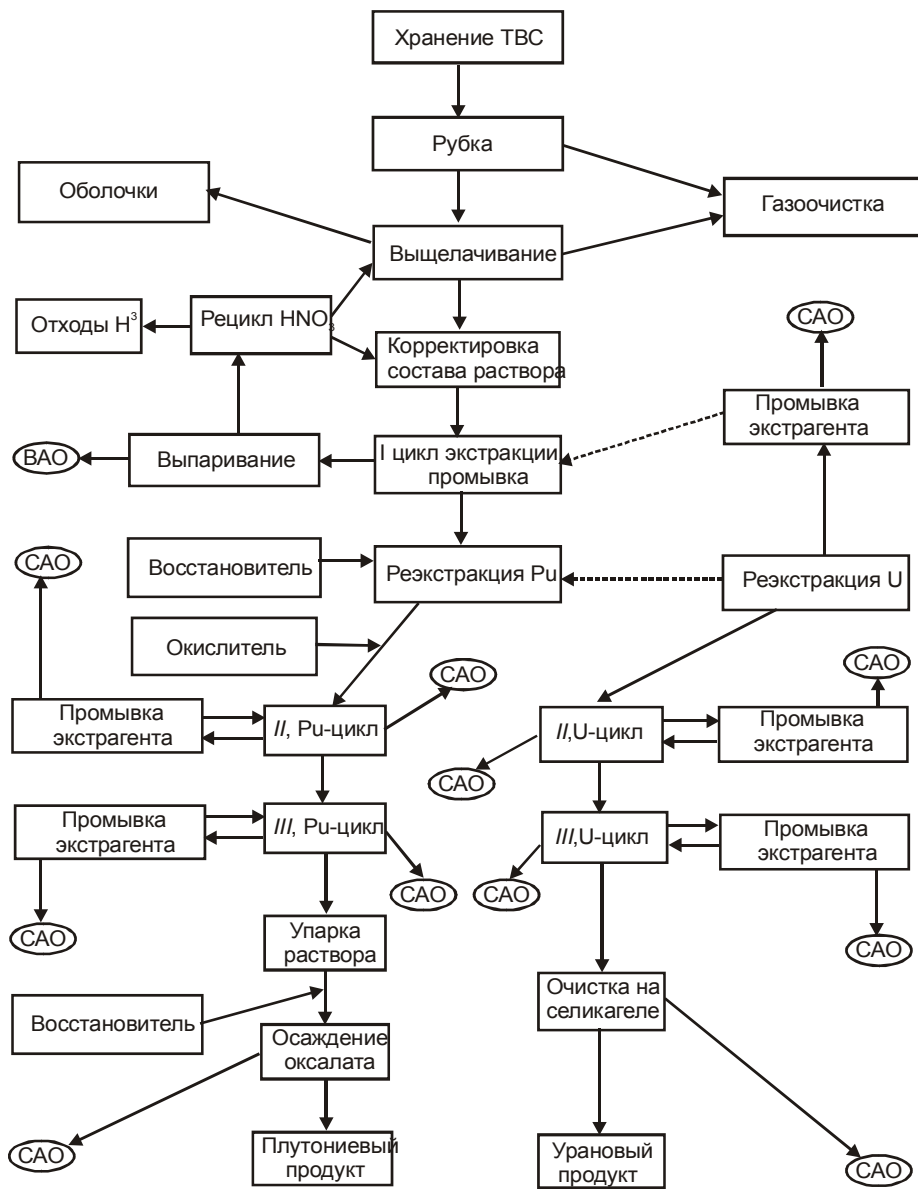 Хранение ТВС
Рубка
Оболочки
Газоочистка
Выщелачивание
Отходы H³
Рецикл HNO₃
САО
Корректировка
состава раствора
Промывка
экстрагента
ВАО
Выпаривание
I цикл экстракции
промывка
САО
Восстановитель
Реэкстракция Pu
Реэкстракция U
Окислитель
САО
САО
Промывка
экстрагента
II, Pu-цикл
II,U-цикл
Промывка
экстрагента
САО
Промывка
экстрагента
III, Pu-цикл
III,U-цикл
Промывка
экстрагента
САО
САО
САО
САО
Упарка
раствора
Очистка на
селикагеле
Восстановитель
Осаждение
оксалата
САО
Плутониевый
продукт
Урановый
продукт
САО